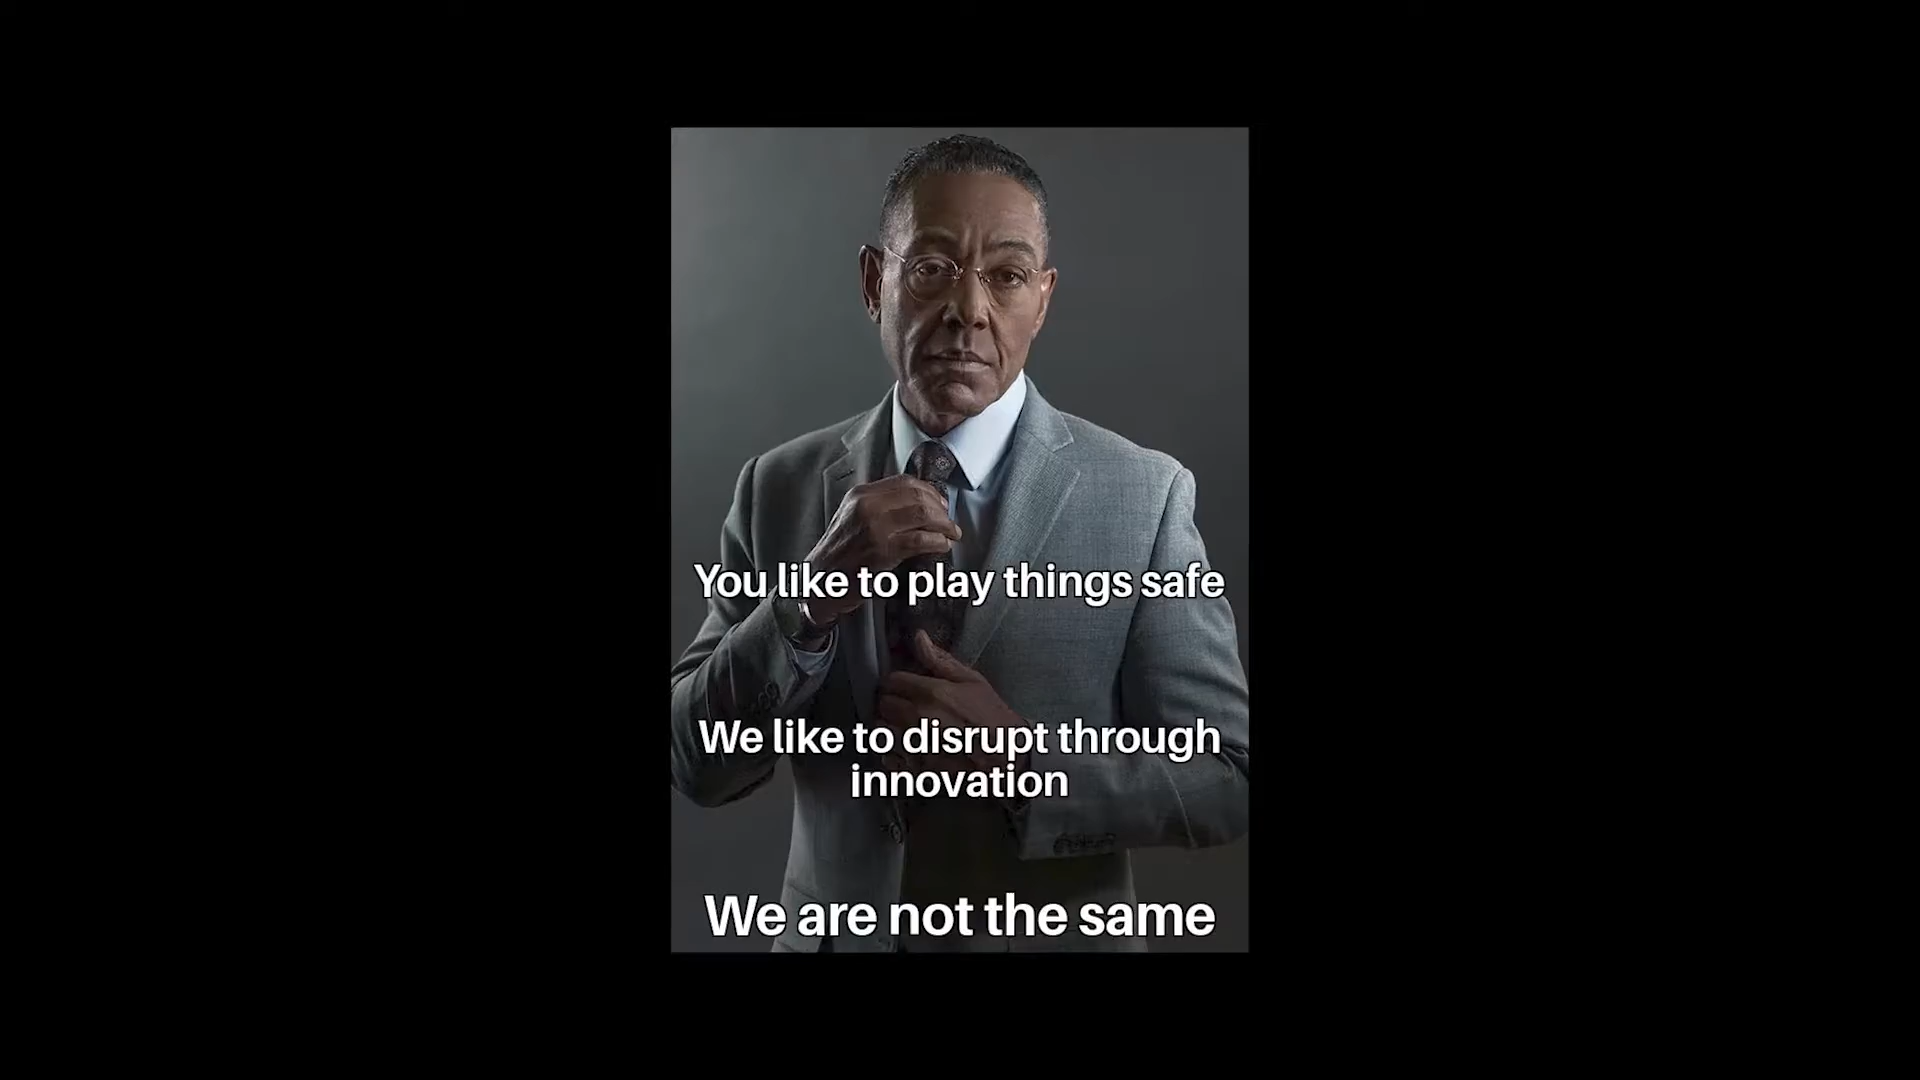 You like to play things safe
We like to disrupt through
innovation
We are not the same